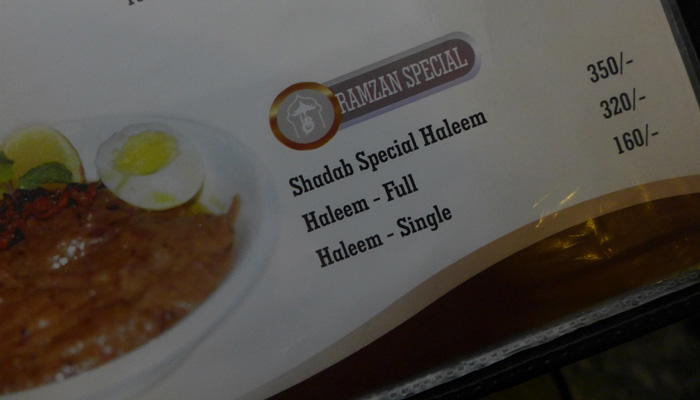 RAMZAN SPECIAL
Shadab Special Haleem 350/-
Haleem - Full 320/-
Haleem - Single 160/-